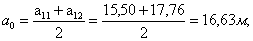 a₀ = (a₁₁ + a₁₂)/2 = (15,50 + 17,76)/2 = 16,63м,